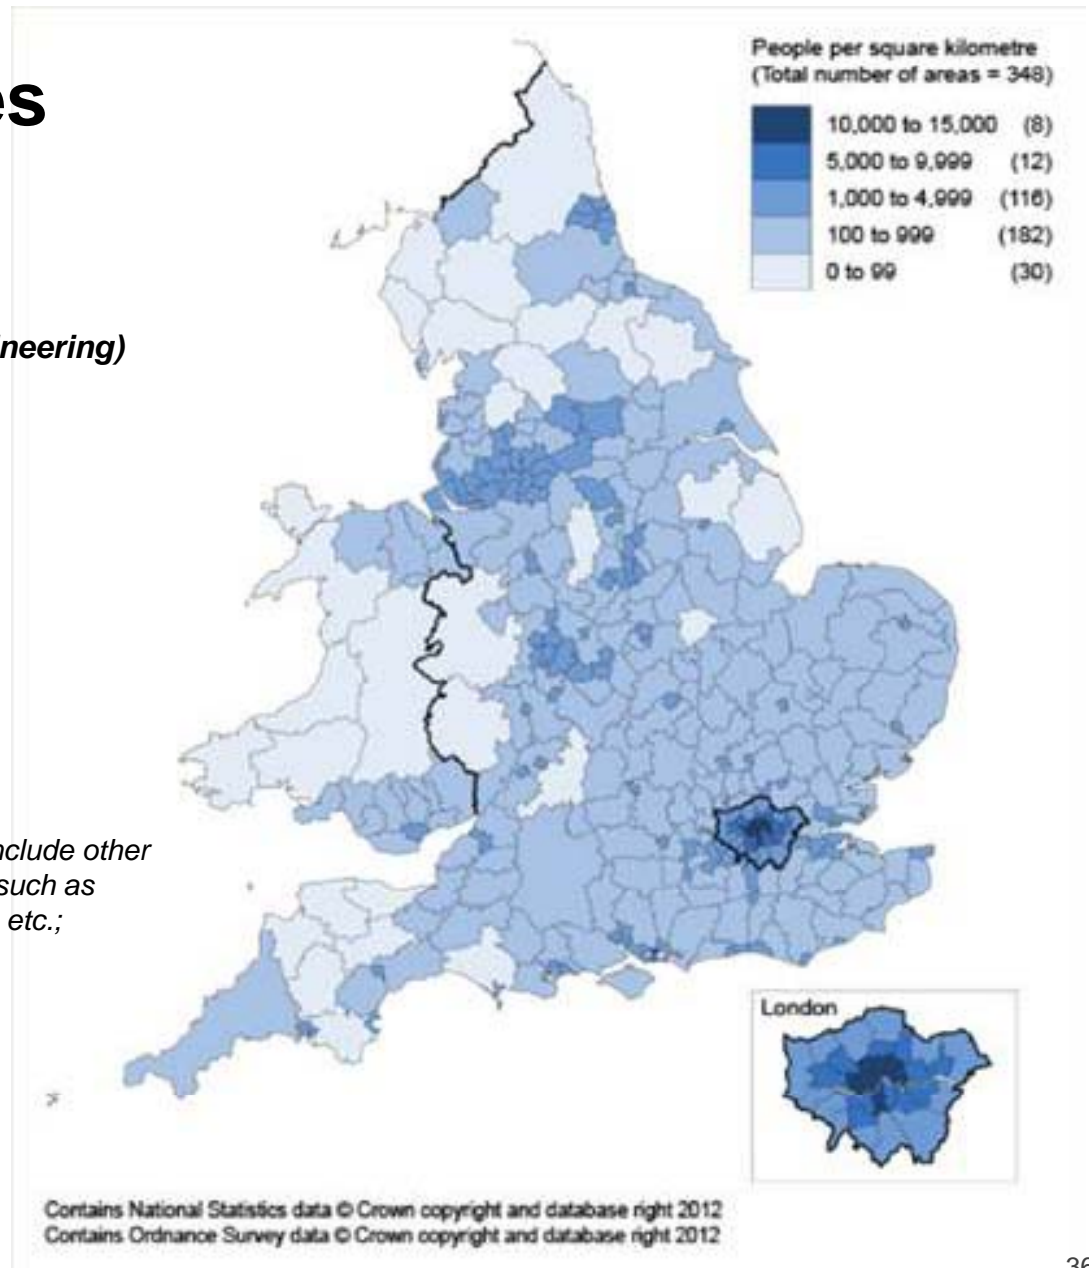 es
People per square kilometre
(Total number of areas = 348)
10,000 to 15,000 (8)
5,000 to 9,999 (12)
1,000 to 4,999 (116)
100 to 999 (182)
0 to 99 (30)
neering)
nclude other
such as
etc.;
London
Contains National Statistics data © Crown copyright and database right 2012
Contains Ordnance Survey data © Crown copyright and database right 2012
36